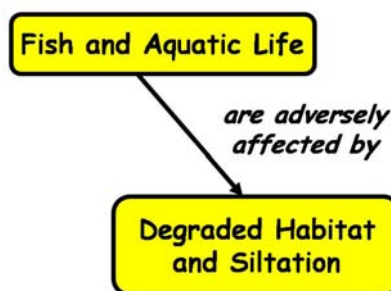 Fish and Aquatic Life
are adversely
affected by
Degraded Habitat
and Siltation